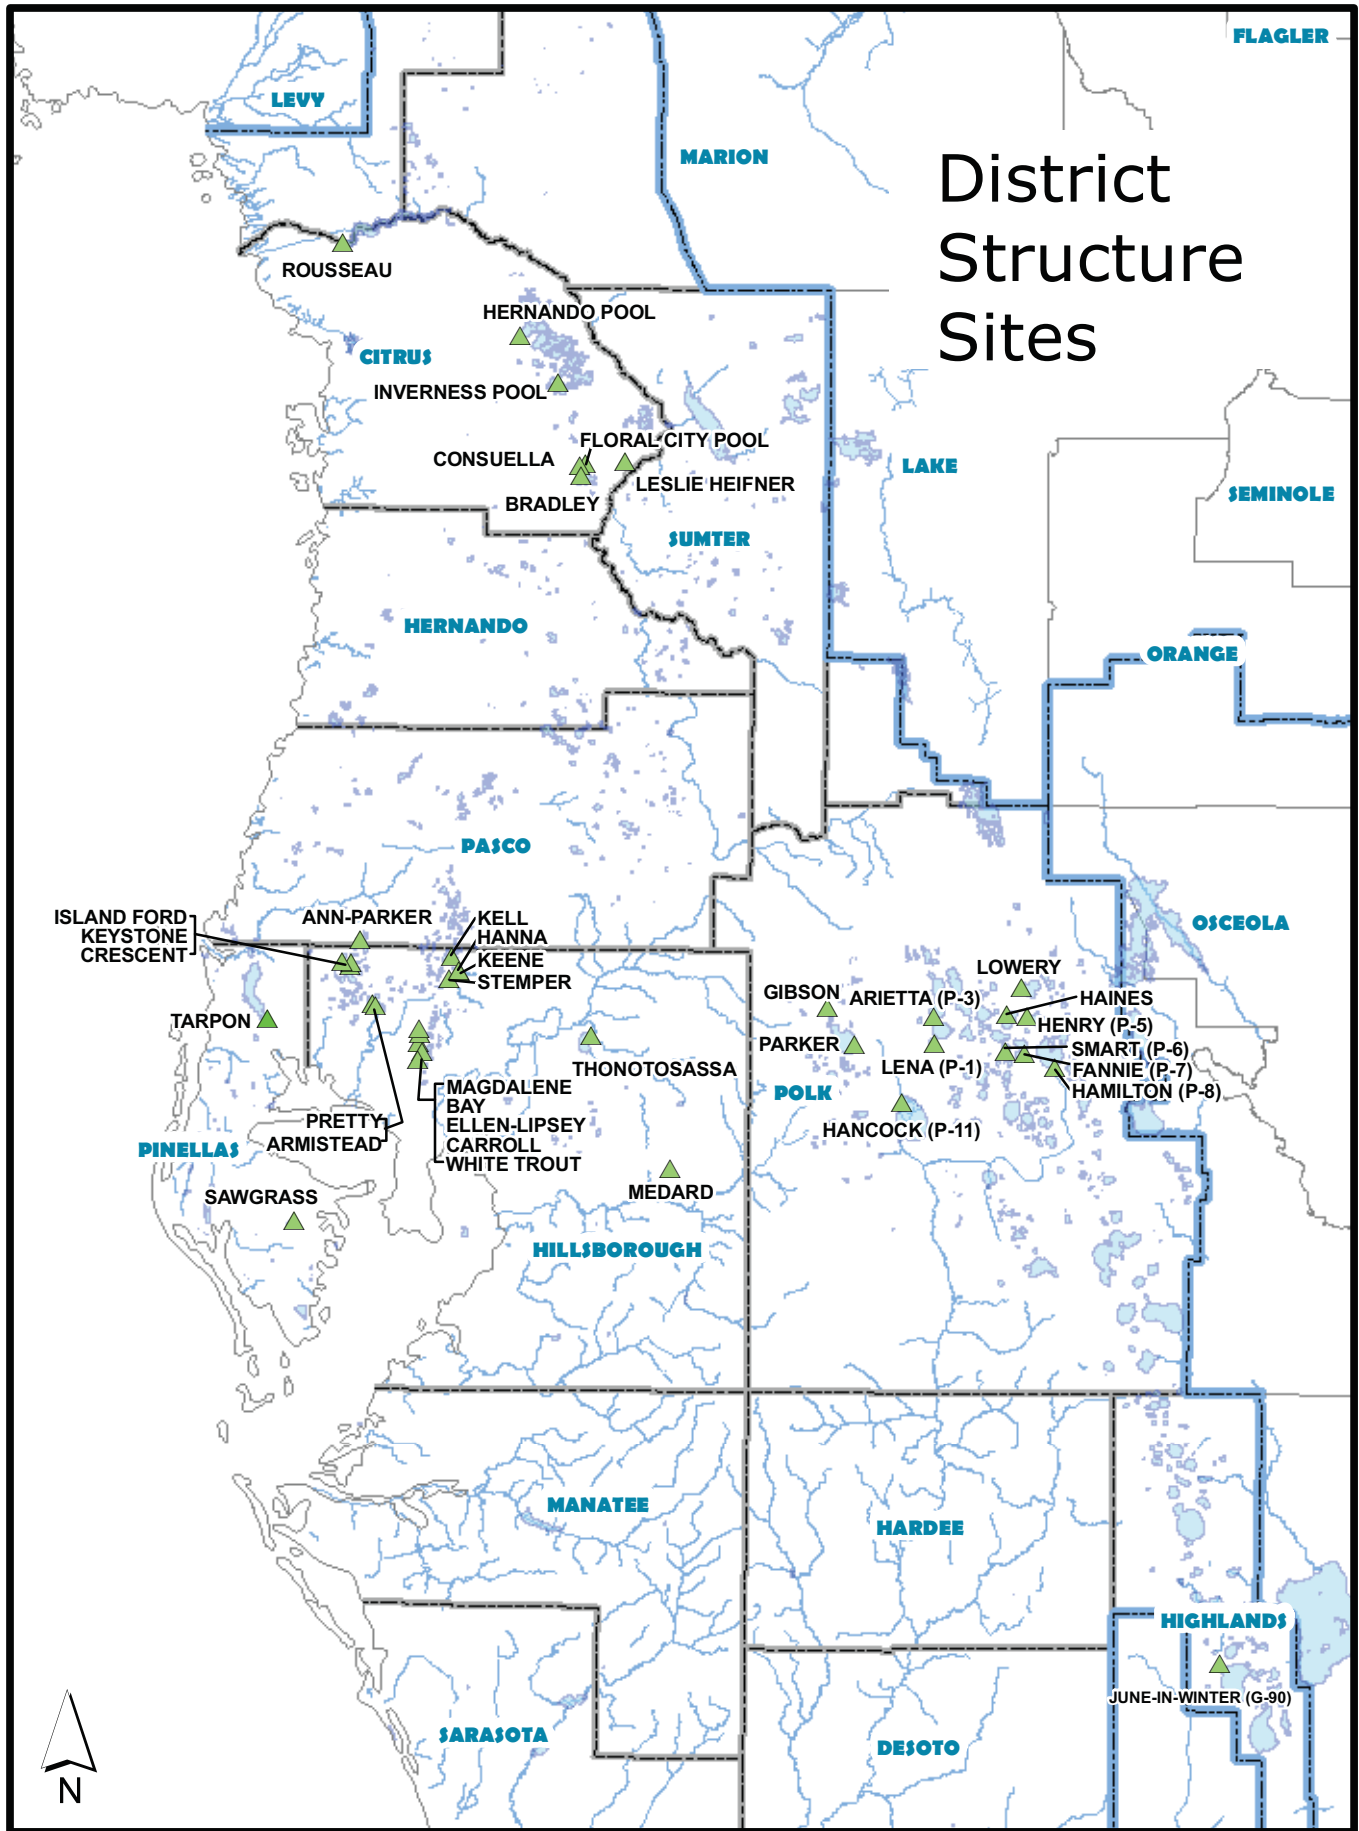 FLAGLER
LEVY
MARION
District
Structure
Sites
ROUSSEAU
HERNANDO POOL
CITRUS
INVERNESS POOL
FLORAL CITY POOL
CONSUELLA
LAKE
LESLIE HEIFNER
SEMINOLE
BRADLEY
SUMTER
HERNANDO
ORANGE
PASCO
ISLAND FORD
KEYSTONE
CRESCENT
ANN-PARKER
KELL
HANNA
KEENE
STEMPER
OSCEOLA
LOWERY
GIBSON
ARIETTA (P-3)
HAINES
TARPON
HENRY (P-5)
PARKER
SMART (P-6)
LENA (P-1)
FANNIE (P-7)
THONOTOSASSA
HAMILTON (P-8)
POLK
MAGDALENE
BAY
ELLEN-LIPSEY
CARROLL
WHITE TROUT
PRETTY
ARMISTEAD
HANCOCK (P-11)
PINELLAS
MEDARD
SAWGRASS
HILLSBOROUGH
MANATEE
HARDEE
HIGHLANDS
JUNE-IN-WINTER (G-90)
SARASOTA
DESOTO
N